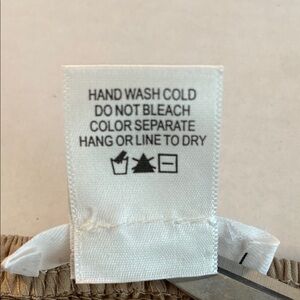 HAND WASH COLD
DO NOT BLEACH
COLOR SEPARATE
HANG OR LINE TO DRY